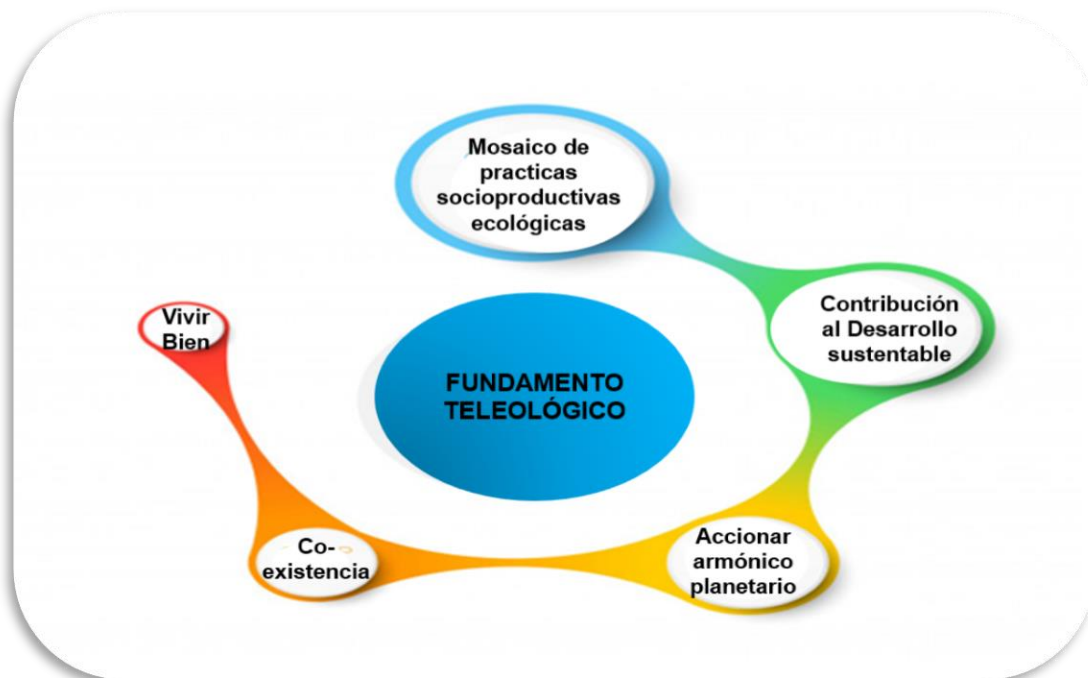 Mosaico de
practicas
socioproductivas
ecológicas
Contribución
al Desarrollo
sustentable
Vivir
Bien
FUNDAMENTO
TELEOLÓGICO
Accionar
armónico
planetario
Co-
existencia